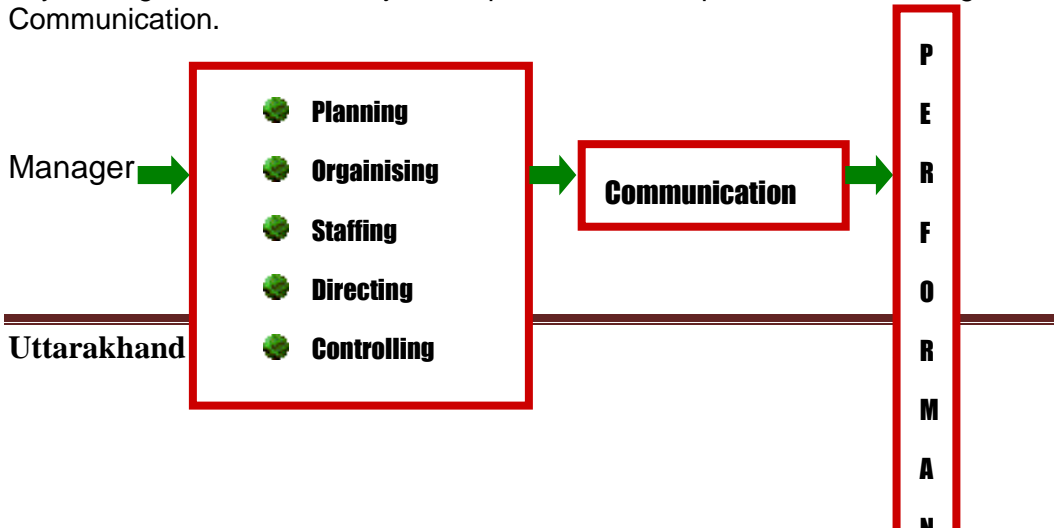 Communication.
Manager
Planning
Orgainising
Staffing
Directing
Controlling
Communication
P
E
R
F
O
R
M
A
N
Uttarakhand